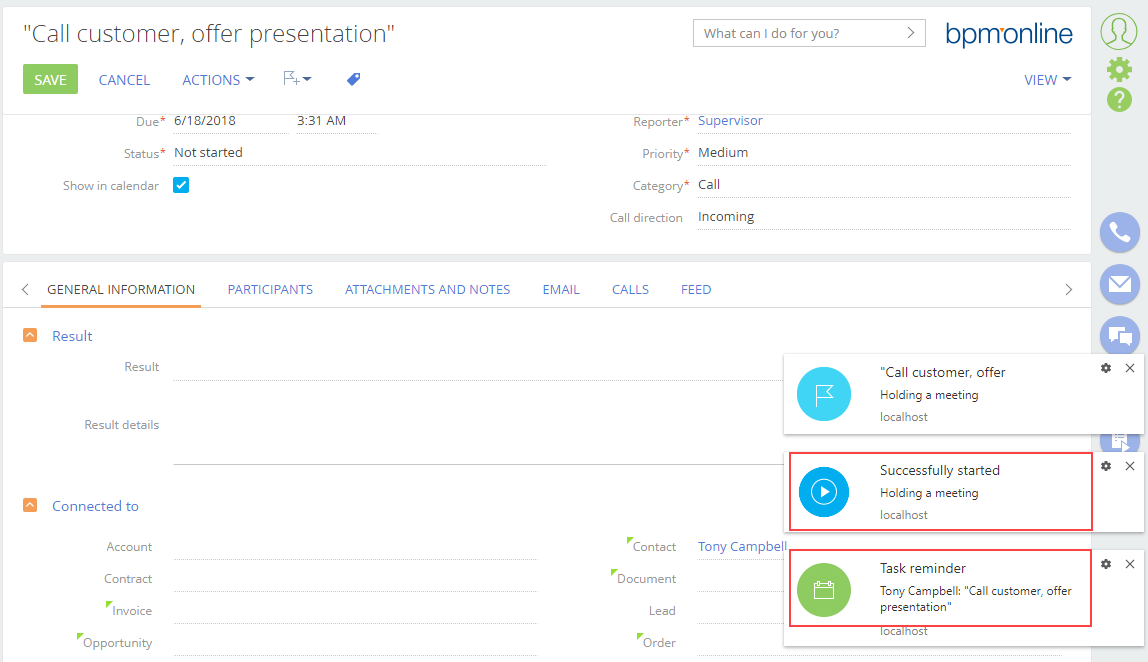 "Call customer, offer presentation"
What can I do for you?
bpmonline
SAVE
CANCEL
ACTIONS
VIEW
?
Due* 6/18/2018 3:31 AM
Reporter* Supervisor
Status* Not started
Priority* Medium
Show in calendar
Category* Call
Call direction Incoming
GENERAL INFORMATION PARTICIPANTS ATTACHMENTS AND NOTES EMAIL CALLS FEED
Result
Result
Result details
"Call customer, offer
Holding a meeting
localhost
Successfully started
Holding a meeting
localhost
Connected to
Account
Contact Tony Campbell
Contract
Document
Invoice
Lead
Opportunity
Order
Task reminder
Tony Campbell: "Call customer, offer
presentation"
localhost